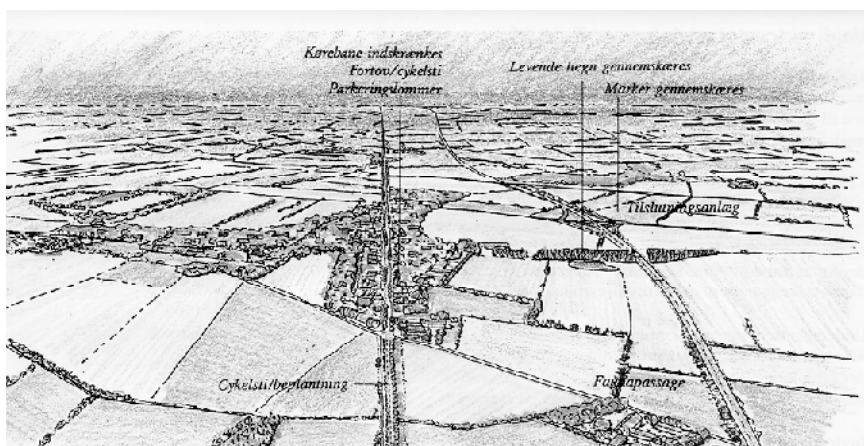 Kørebane indskrænkes
Fortov/cykelsti
Parkeringslommer
Levende hegn gennemskæres
Marker gennemskæres
Tilslutningsanlæg
Cykelsti/beplantning
Faunapassage